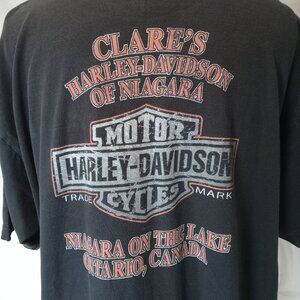 CLARE'S
HARLEY-DAVIDSON
OF NIAGARA
MOTOR
HARLEY-DAVIDSON
CYCLES
TRADE MARK
NIAGARA ON THE LAKE
ONTARIO, CANADA